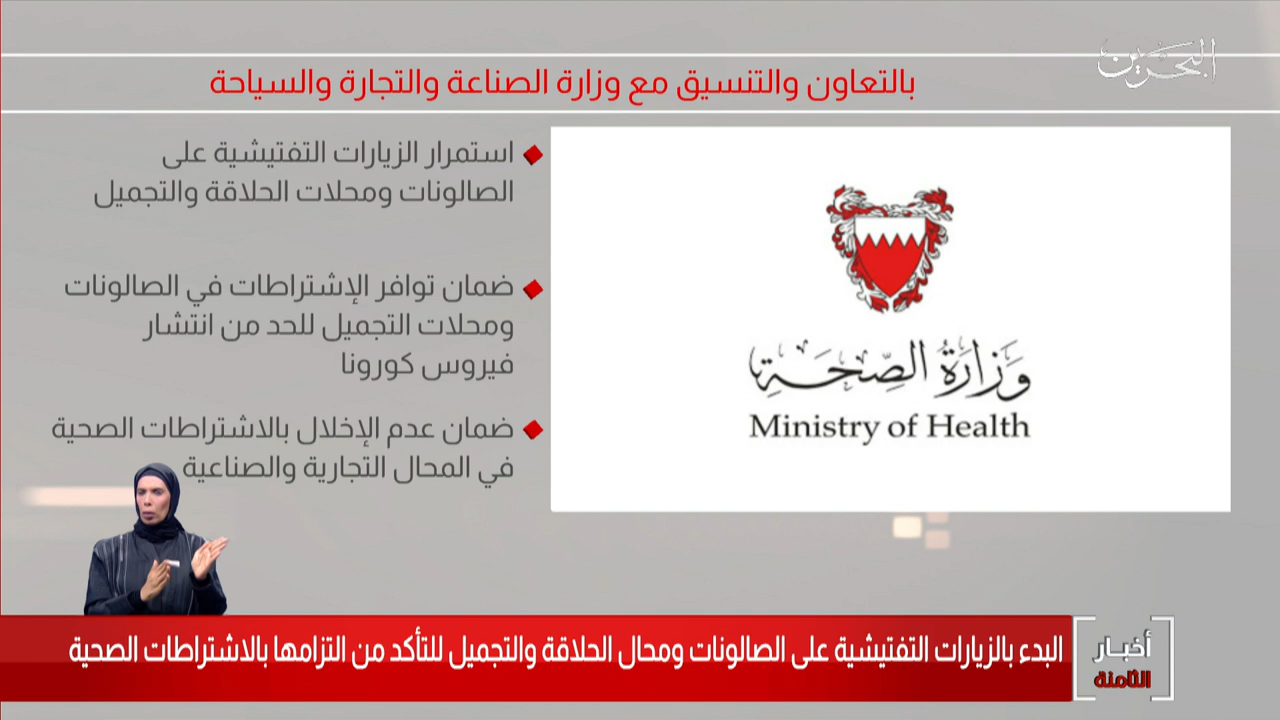 البحرين
بالتعاون والتنسيق مع وزارة الصناعة والتجارة والسياحة
استمرار الزيارات التفتيشية على
الصالونات ومحلات الحلاقة والتجميل
ضمان توافر الإشتراطات في الصالونات
ومحلات التجميل للحد من انتشار
فيروس كورونا
ضمان عدم الإخلال بالاشتراطات الصحية
في المحال التجارية والصناعية
وزارة الصحة
Ministry of Health
أخبار
الثامنة
البدء بالزيارات التفتيشية على الصالونات ومحال الحلاقة والتجميل للتأكد من التزامها بالاشتراطات الصحية